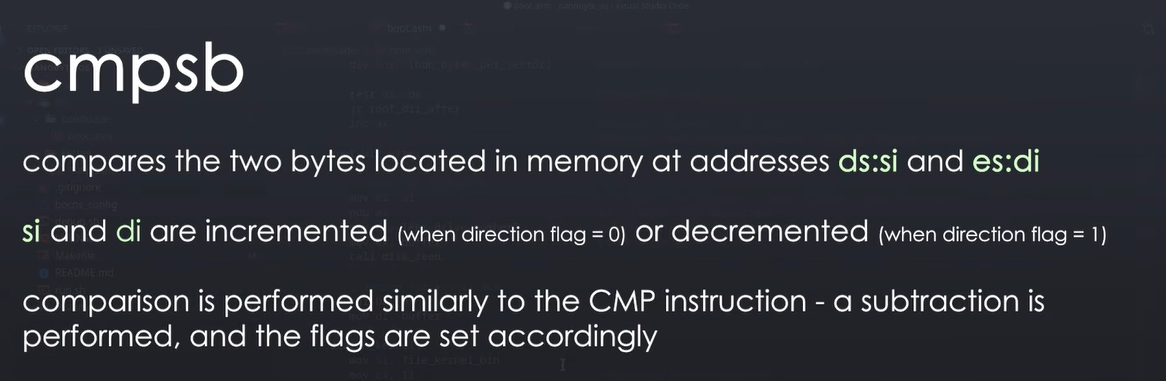 cmpsb
compares the two bytes located in memory at addresses ds:si and es:di
si and di are incremented (when direction flag = 0) or decremented (when direction flag = 1)
comparison is performed similarly to the CMP instruction - a subtraction is
performed, and the flags are set accordingly